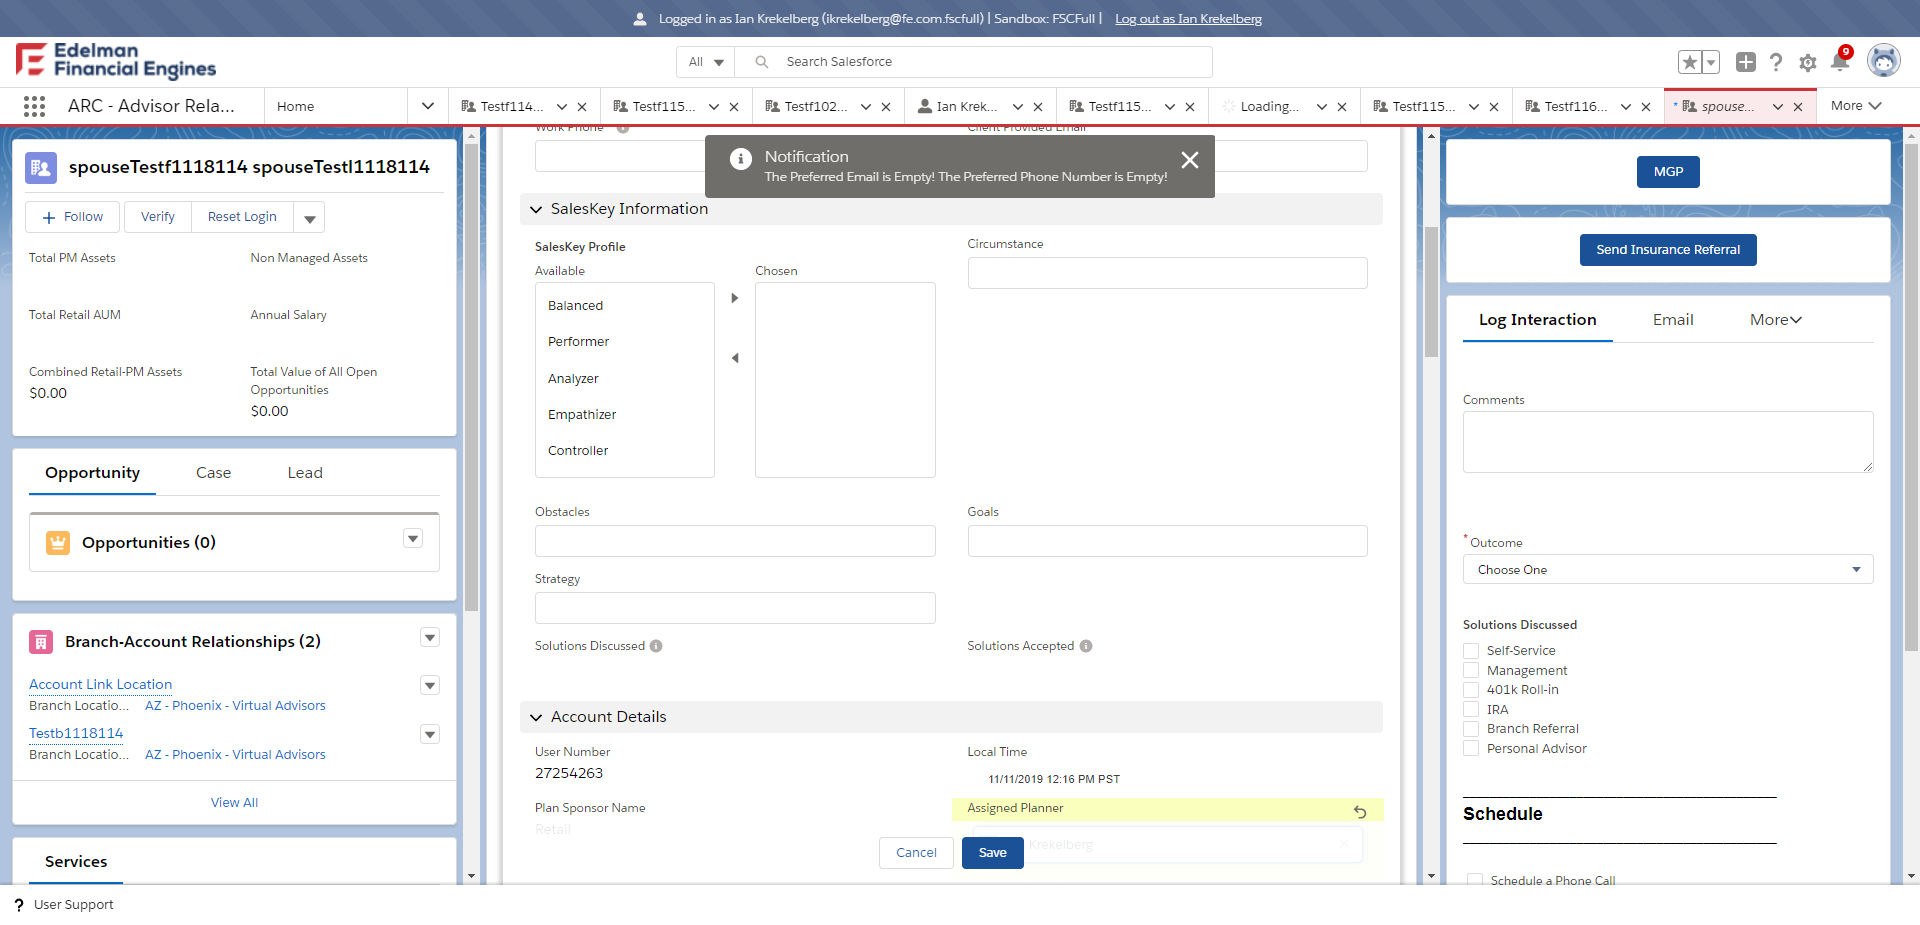 Logged in as Ian Krekelberg (ikrekelberg@fe.com.fscfull) | Sandbox: FSCFull | Log out as Ian Krekelberg
Edelman
Financial Engines
All
Search Salesforce
9
ARC - Advisor Rela...
Home
Testf114...
Testf115...
Testf102...
Ian Krek...
Testf115...
Loading...
Testf115...
Testf116...
* spouse...
More
spouseTestf1118114 spouseTestl1118114
Follow
Verify
Reset Login
Total PM Assets
Non Managed Assets
Total Retail AUM
Annual Salary
Combined Retail-PM Assets
$0.00
Total Value of All Open
Opportunities
$0.00
Opportunity
Case
Lead
Opportunities (0)
Branch-Account Relationships (2)
Account Link Location
Branch Locatio... AZ - Phoenix - Virtual Advisors
Testb1118114
Branch Locatio... AZ - Phoenix - Virtual Advisors
View All
Services
Work Phone
Client Provided Email
Notification
The Preferred Email is Empty! The Preferred Phone Number is Empty!
SalesKey Information
SalesKey Profile
Available
Chosen
Balanced
Performer
Analyzer
Empathizer
Controller
Circumstance
Obstacles
Goals
Strategy
Solutions Discussed
Solutions Accepted
Account Details
User Number
27254263
Local Time
11/11/2019 12:16 PM PST
Plan Sponsor Name
Retail
Assigned Planner
Krekelberg
Cancel
Save
MGP
Send Insurance Referral
Log Interaction
Email
More
Comments
* Outcome
Choose One
Solutions Discussed
Self-Service
Management
401k Roll-in
IRA
Branch Referral
Personal Advisor
Schedule
Schedule a Phone Call
? User Support